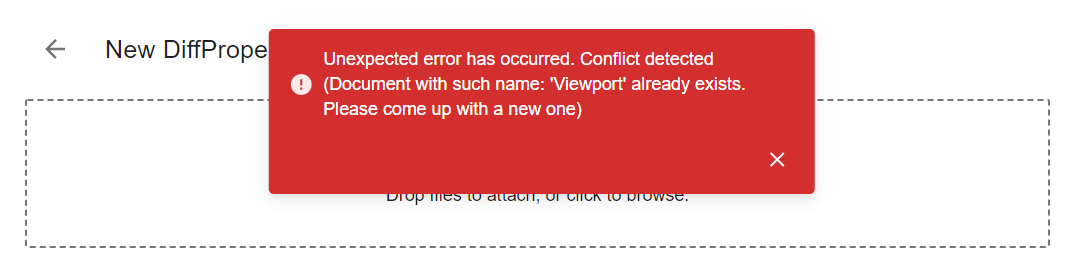 New DiffPrope
Unexpected error has occurred. Conflict detected
(Document with such name: 'Viewport' already exists.
Please come up with a new one)
Drop files to attach, or click to browse.